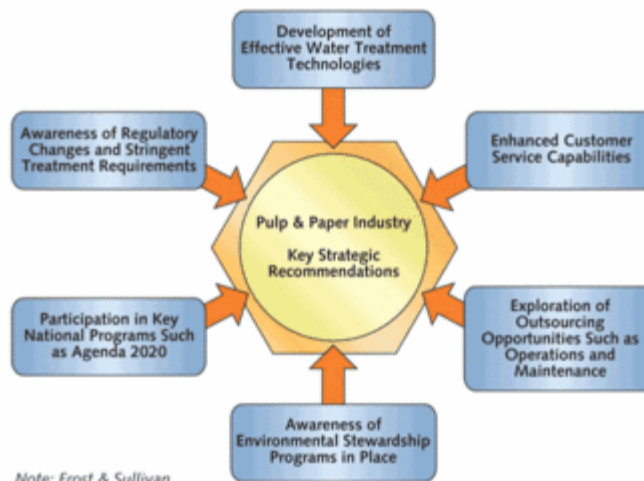 Development of
Effective Water Treatment
Technologies
Awareness of Regulatory
Changes and Stringent
Treatment Requirements
Enhanced Customer
Service Capabilities
Pulp & Paper Industry
Key Strategic
Recommendations
Participation in Key
National Programs Such
as Agenda 2020
Exploration of
Outsourcing
Opportunities Such as
Operations and
Maintenance
Awareness of
Environmental Stewardship
Programs in Place
Note: Frost & Sullivan